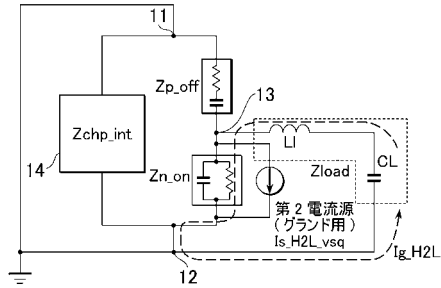 11
Zp_off
13
Zchp_int
14
Ll
CL
Zload
Zn_on
第2電流源
(グランド用)
Is_H2L_vsq
12
Ig_H2L